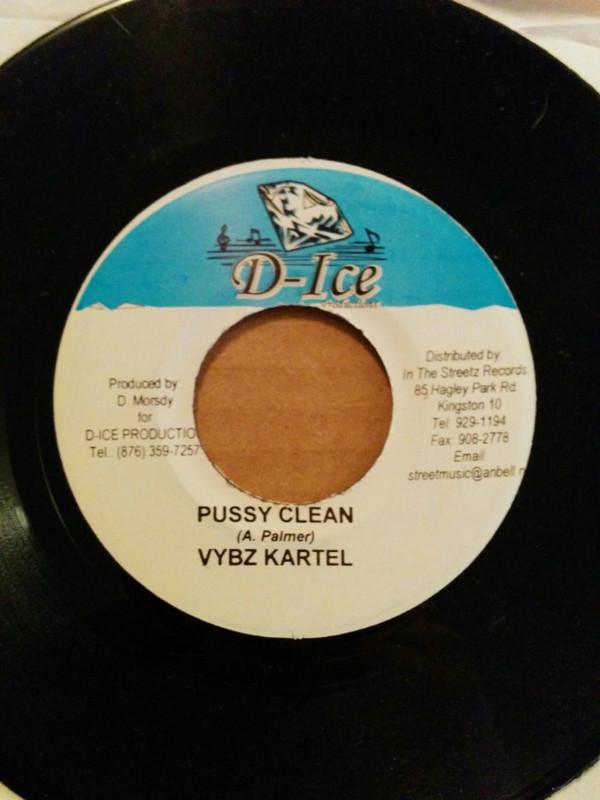 D-Ice
Productions
Produced by
D. Morsdy
for
D-ICE PRODUCTIO
Tel.: (876) 359-7257
Distributed by:
In The Streetz Records
85 Hagley Park Rd
Kingston 10
Tel: 929-1194
Fax: 908-2778
Email
streetmusic@anbell.n
PUSSY CLEAN
(A. Palmer)
VYBZ KARTEL